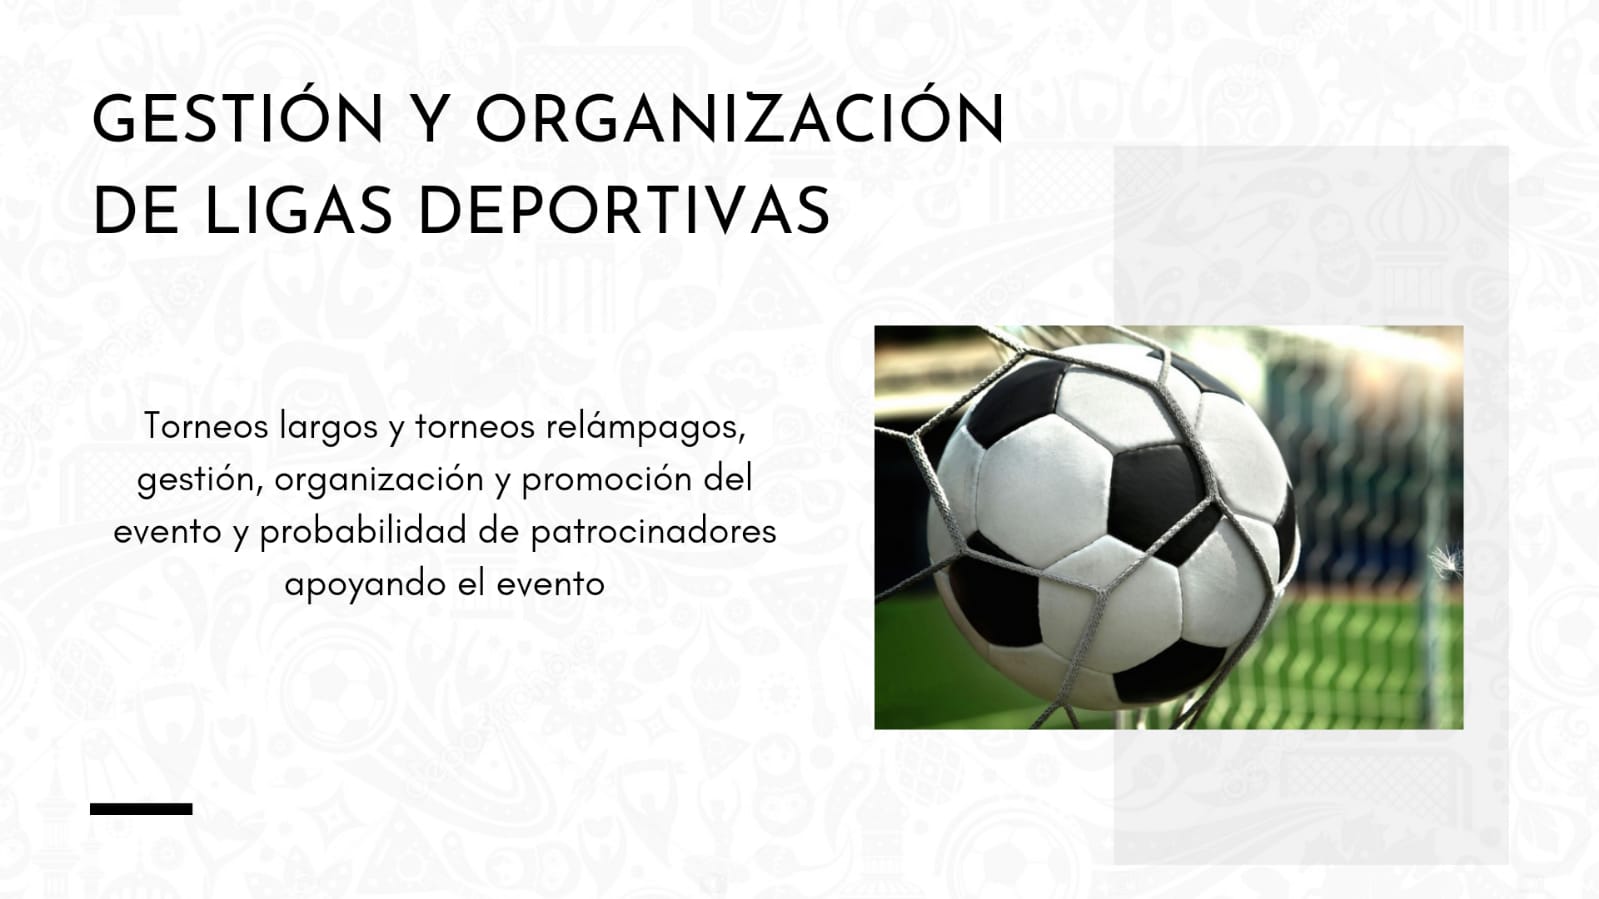 GESTIÓN Y ORGANIZACIÓN
DE LIGAS DEPORTIVAS
Torneos largos y torneos relámpagos,
gestión, organización y promoción del
evento y probabilidad de patrocinadores
apoyando el evento